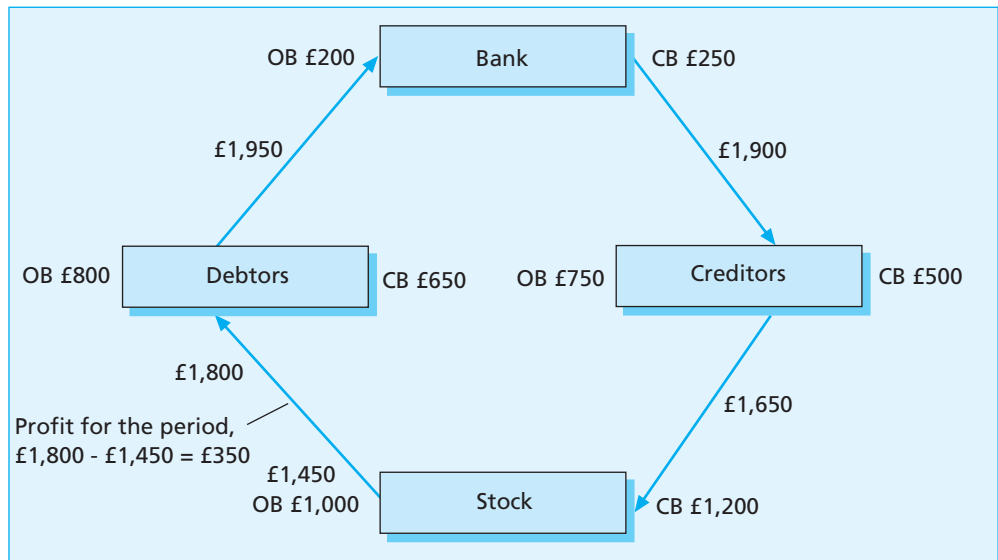 OB £200
Bank
CB £250
£1,950
£1,900
OB £800
Debtors
CB £650
OB £750
Creditors
CB £500
£1,800
£1,650
Profit for the period,
£1,800 - £1,450 = £350
£1,450
OB £1,000
Stock
CB £1,200